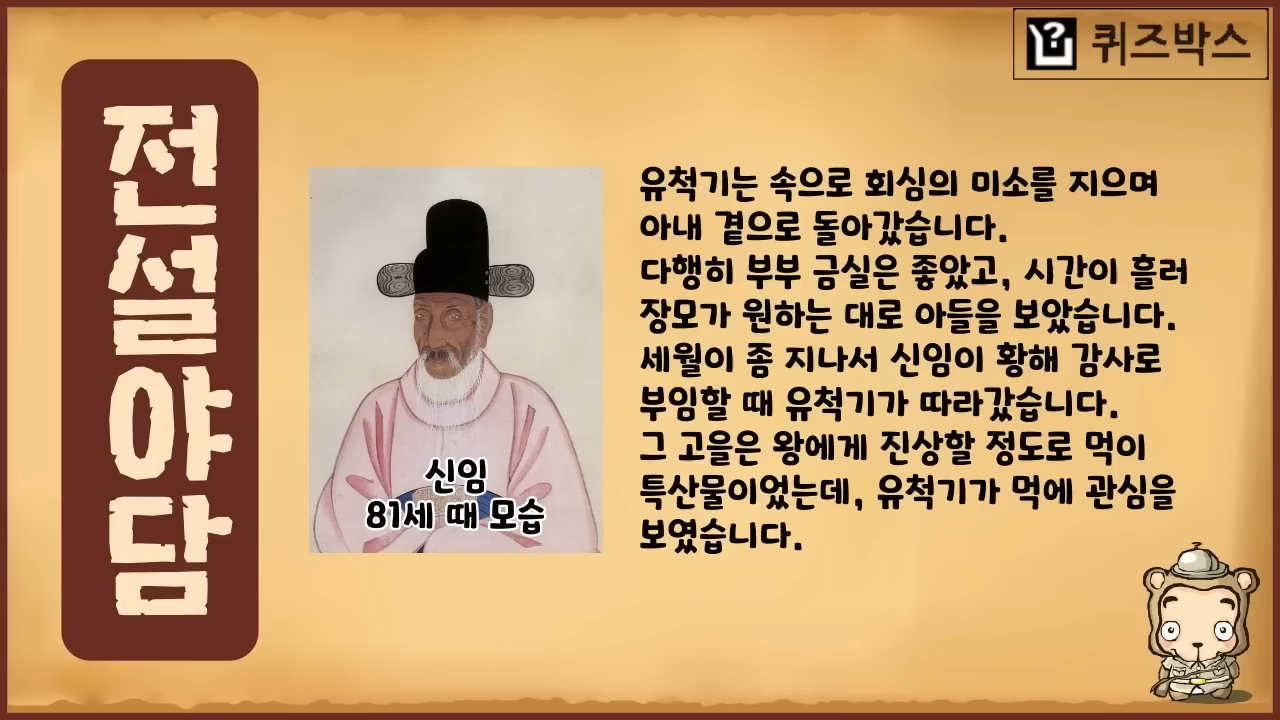 퀴즈박스
전설야담
유척기는 속으로 회심의 미소를 지으며
아내 곁으로 돌아갔습니다.
다행히 부부 금실은 좋았고, 시간이 흘러
장모가 원하는 대로 아들을 보았습니다.
세월이 좀 지나서 신임이 황해 감사로
부임할 때 유척기가 따라갔습니다.
그 고을은 왕에게 진상할 정도로 먹이
특산물이었는데, 유척기가 먹에 관심을
보였습니다.
신임
81세 때 모습